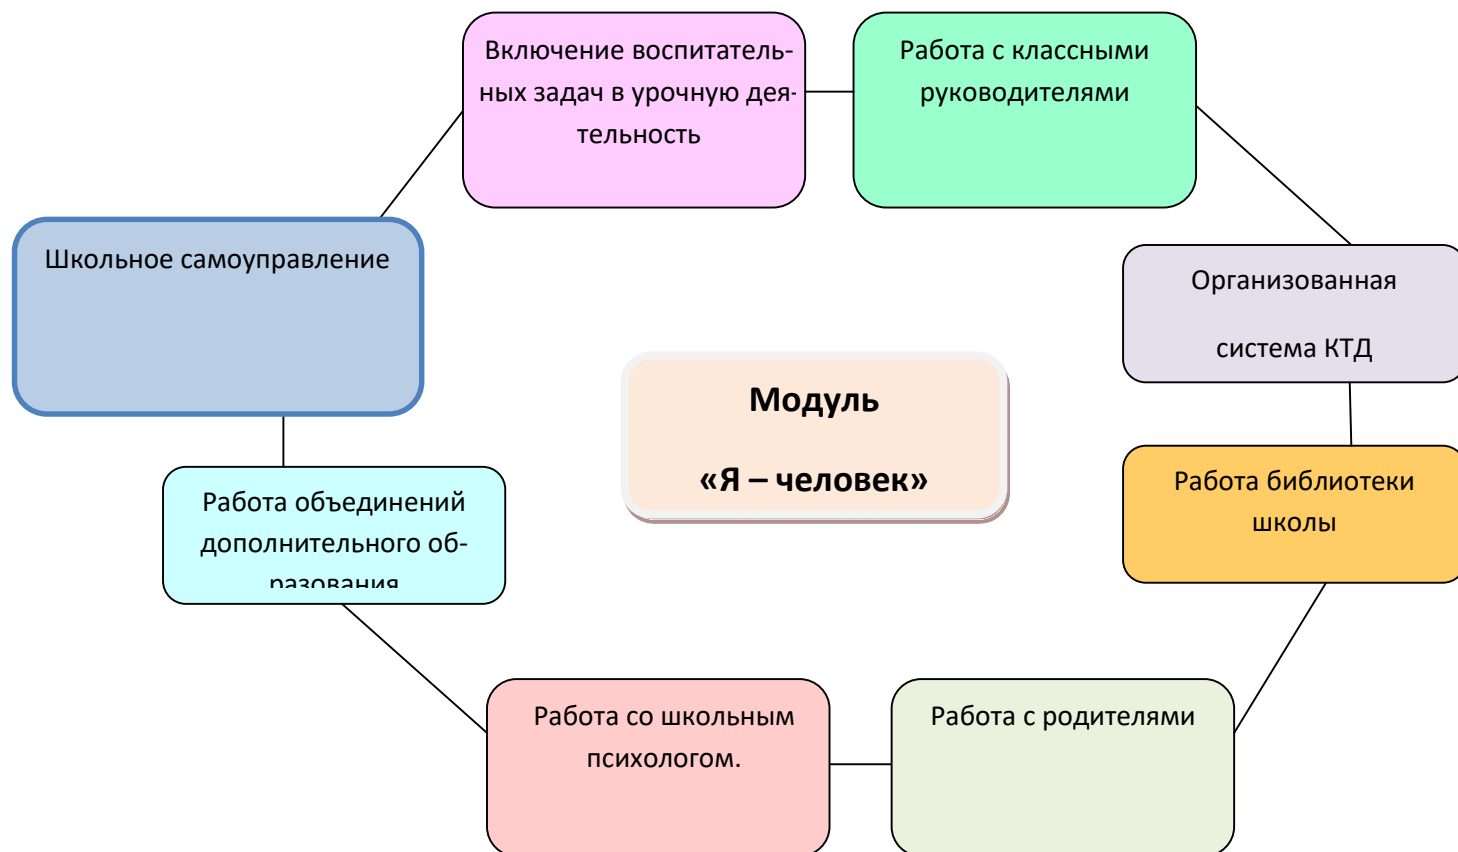 Включение воспитатель-
ных задач в урочную дея-
тельность
Работа с классными
руководителями
Школьное самоуправление
Организованная
система КТД
Модуль
«Я – человек»
Работа библиотеки
школы
Работа объединений
дополнительного об-
разования
Работа со школьным
психологом.
Работа с родителями